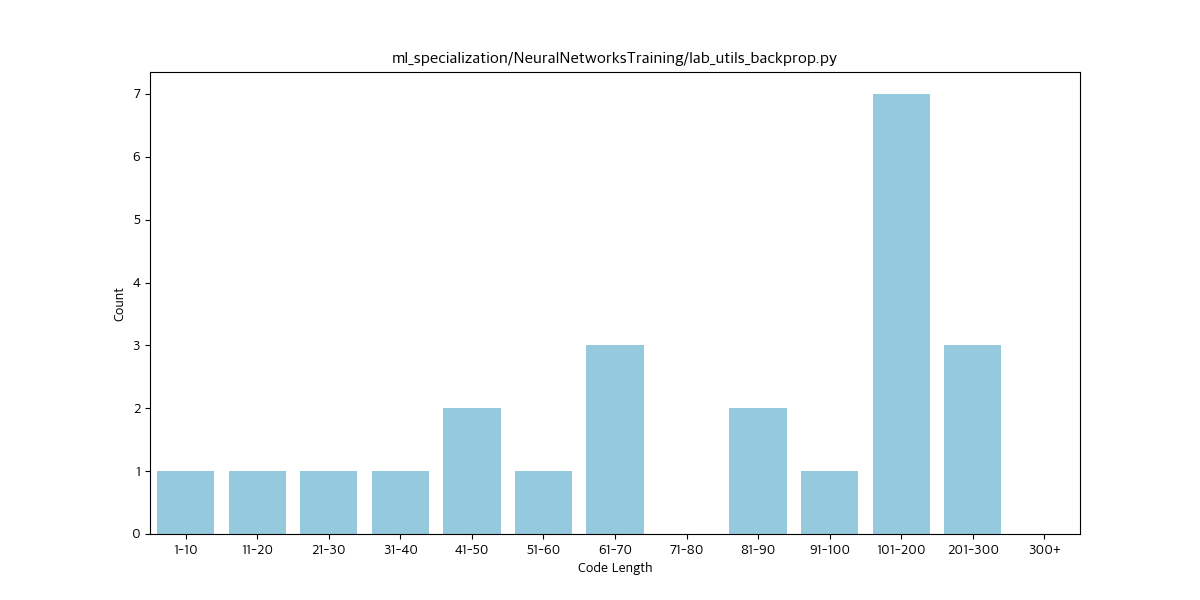 ml_specialization/NeuralNetworksTraining/lab_utils_backprop.py
7
6
5
4
3
2
1
0
Count
1-10 11-20 21-30 31-40 41-50 51-60 61-70 71-80 81-90 91-100 101-200 201-300 300+
Code Length